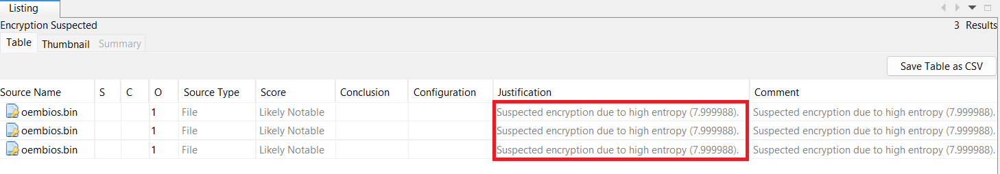 Listing
Encryption Suspected 3 Results
Table Thumbnail Summary
Save Table as CSV
Source Name S C O Source Type Score Conclusion Configuration Justification Comment
oembios.bin 1 File Likely Notable Suspected encryption due to high entropy (7.999988). Suspected encryption due to high entropy (7.999988).
oembios.bin 1 File Likely Notable Suspected encryption due to high entropy (7.999988). Suspected encryption due to high entropy (7.999988).
oembios.bin 1 File Likely Notable Suspected encryption due to high entropy (7.999988). Suspected encryption due to high entropy (7.999988).